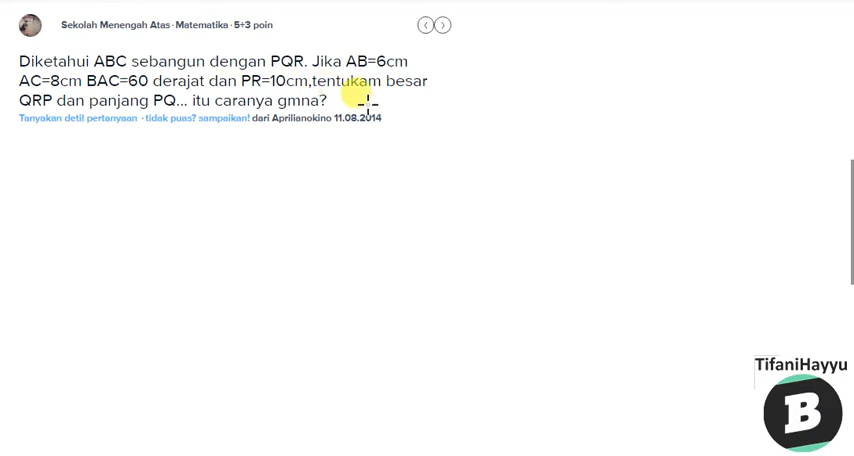 Sekolah Menengah Atas · Matematika · 5+3 poin
Diketahui ABC sebangun dengan PQR. Jika AB=6cm
AC=8cm BAC=60 derajat dan PR=10cm,tentukam besar
QRP dan panjang PQ... itu caranya gmna?
Tanyakan detil pertanyaan · tidak puas? sampaikan! dari Aprilianokino 11.08.2014
TifaniHayyu
B